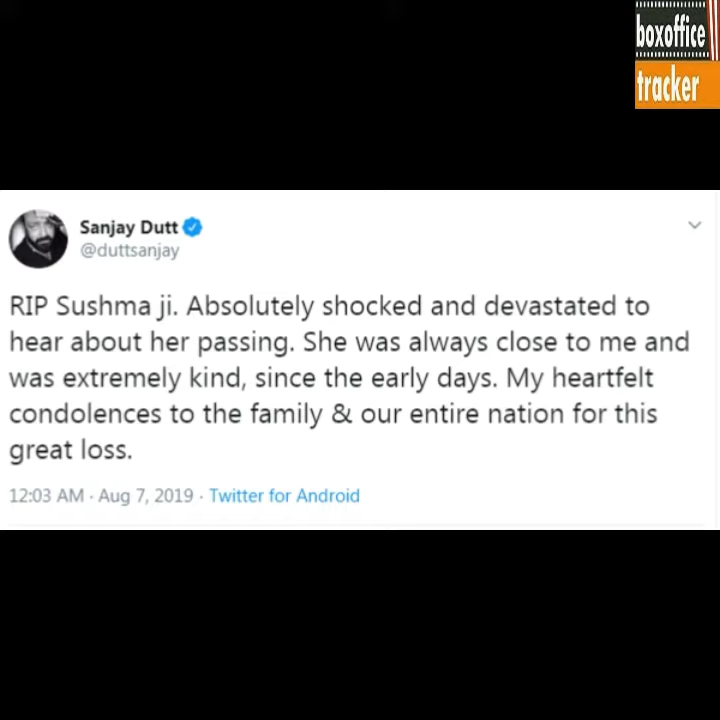 boxoffice
tracker
Sanjay Dutt
@duttsanjay
RIP Sushma ji. Absolutely shocked and devastated to
hear about her passing. She was always close to me and
was extremely kind, since the early days. My heartfelt
condolences to the family & our entire nation for this
great loss.
12:03 AM · Aug 7, 2019 · Twitter for Android